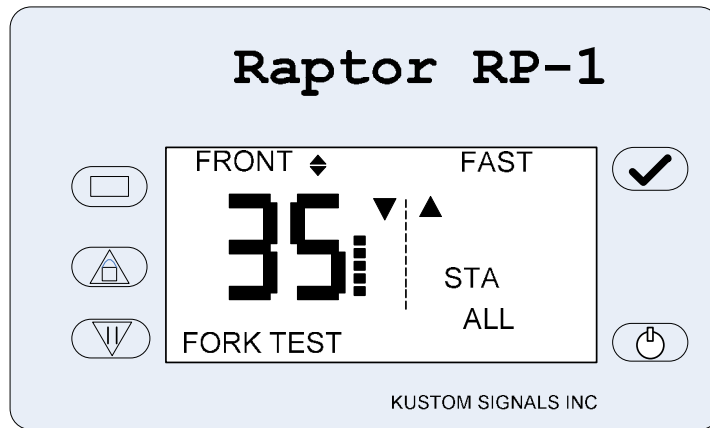 Raptor RP-1
FRONT FAST
35
STA
ALL
FORK TEST
KUSTOM SIGNALS INC